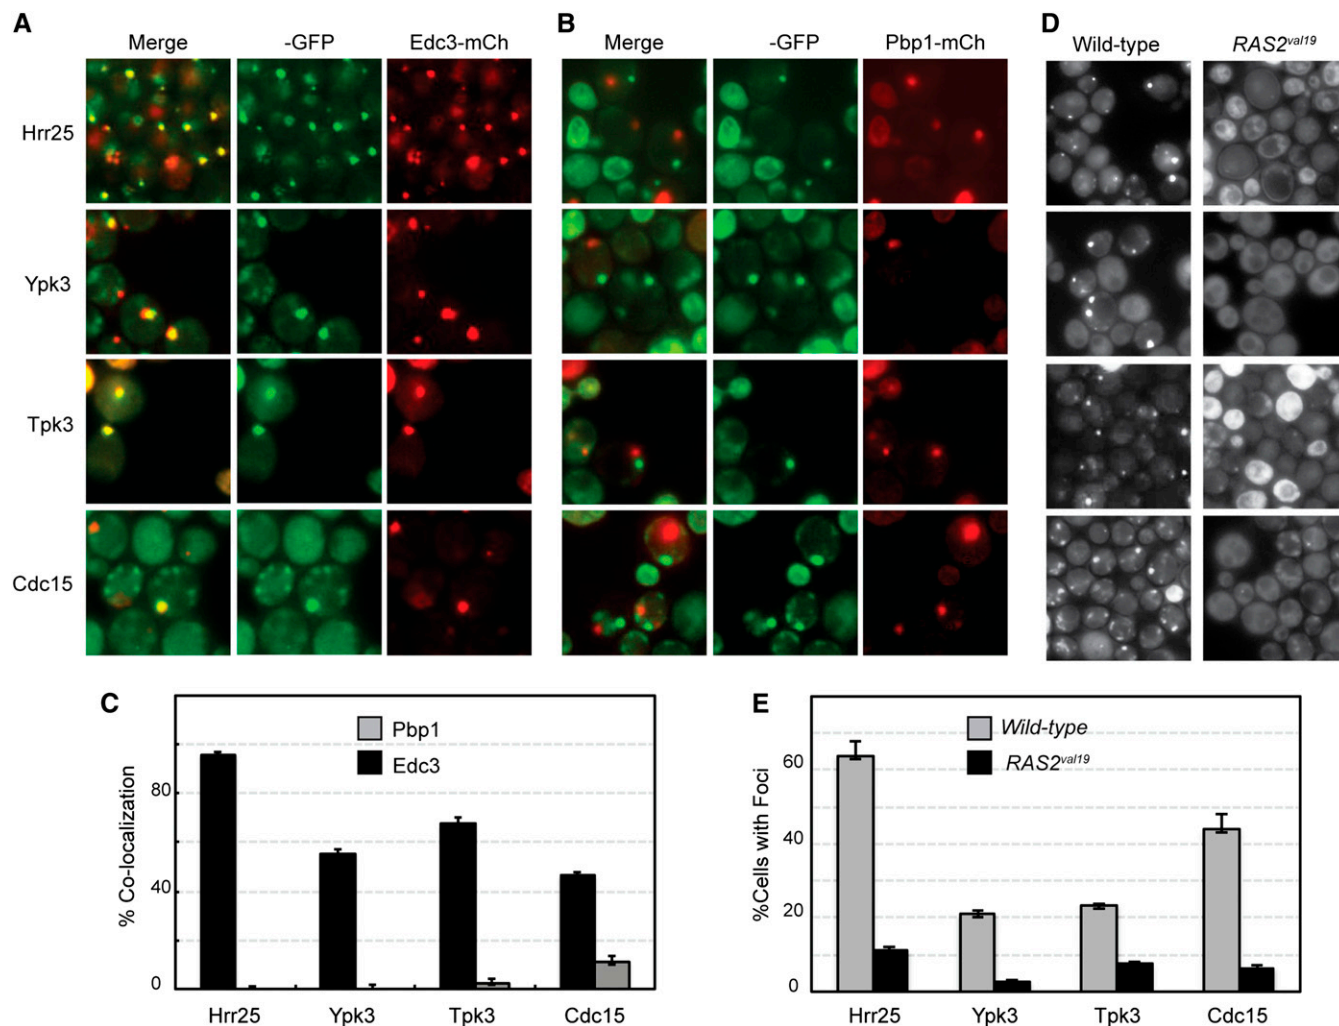 A B D
Merge -GFP Edc3-mCh Merge -GFP Pbp1-mCh Wild-type RAS2val19
Hrr25
Ypk3
Tpk3
Cdc15
C
% Co-localization
80
40
0
Pbp1
Edc3
Hrr25 Ypk3 Tpk3 Cdc15
E
%Cells with Foci
60
40
20
0
Wild-type
RAS2val19
Hrr25 Ypk3 Tpk3 Cdc15